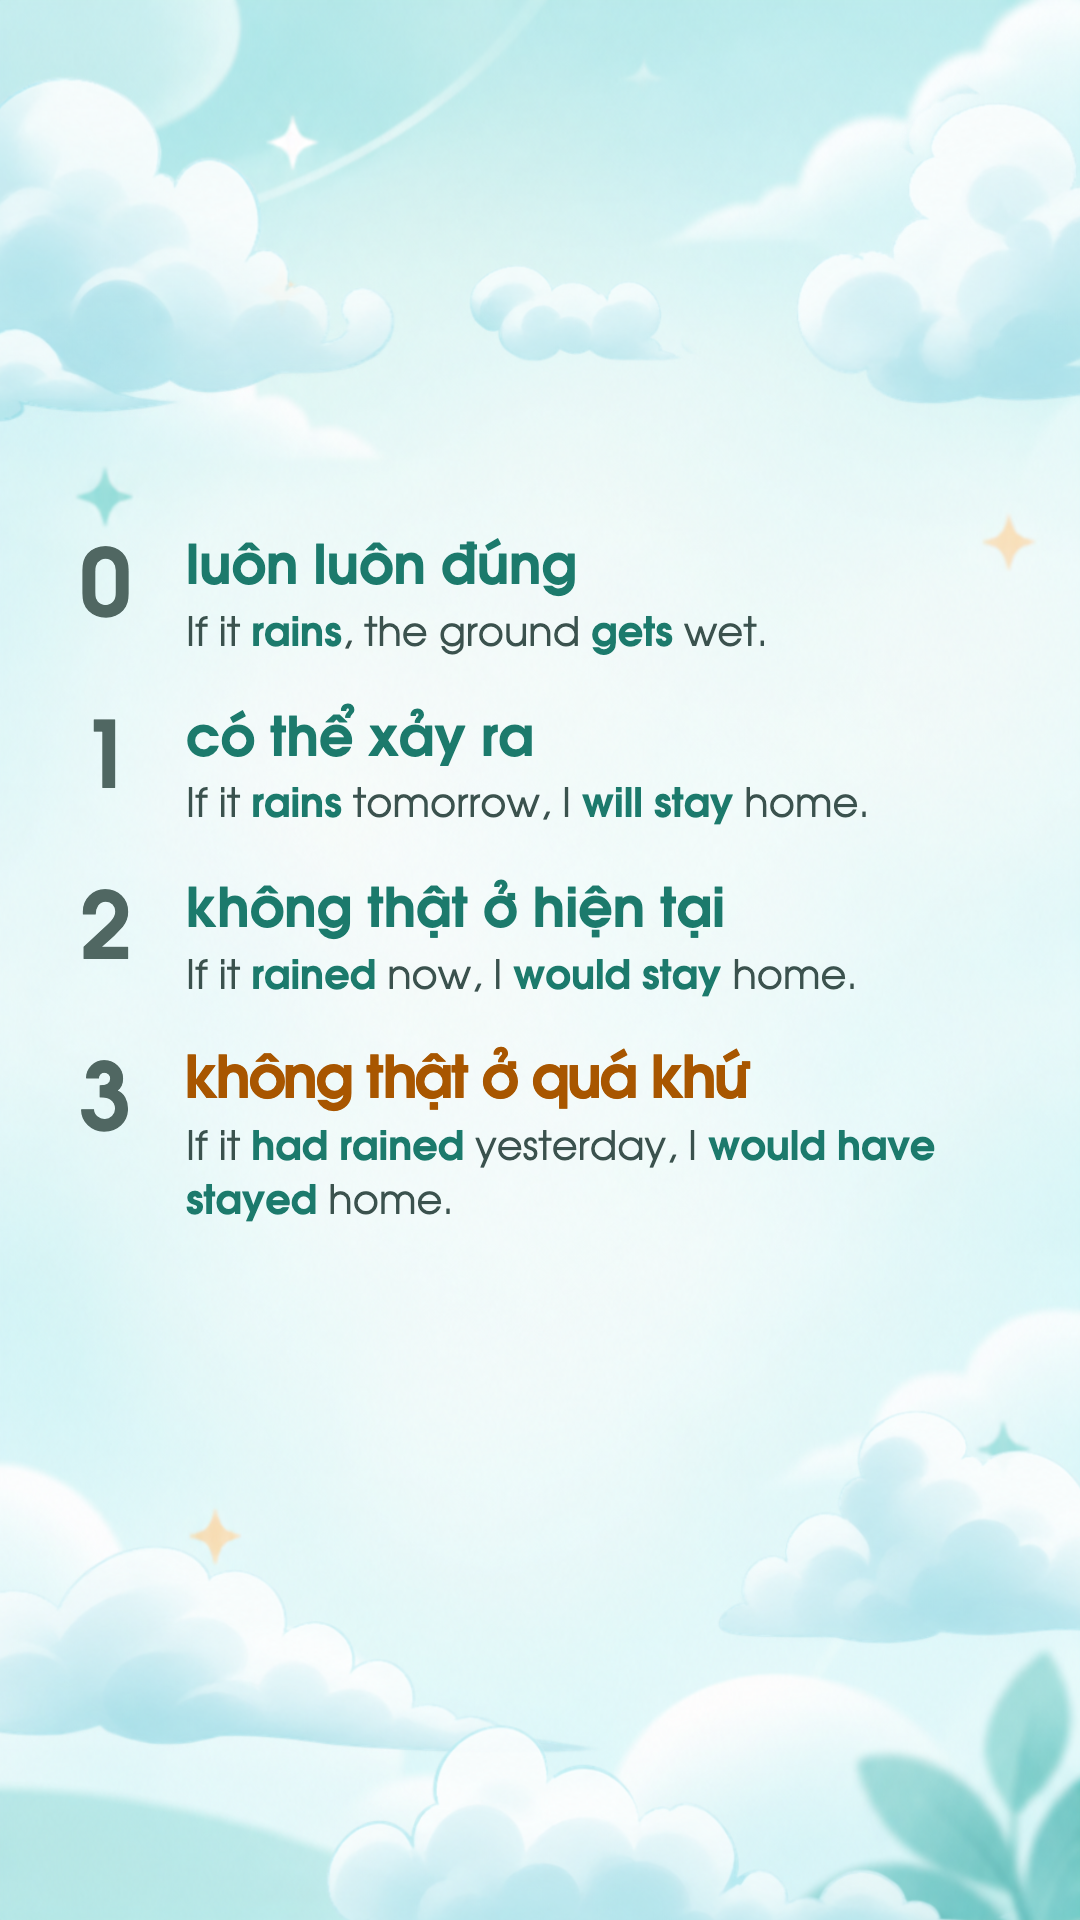 0
luôn luôn đúng
If it rains, the ground gets wet.
1
có thể xảy ra
If it rains tomorrow, I will stay home.
2
không thật ở hiện tại
If it rained now, I would stay home.
3
không thật ở quá khứ
If it had rained yesterday, I would have
stayed home.